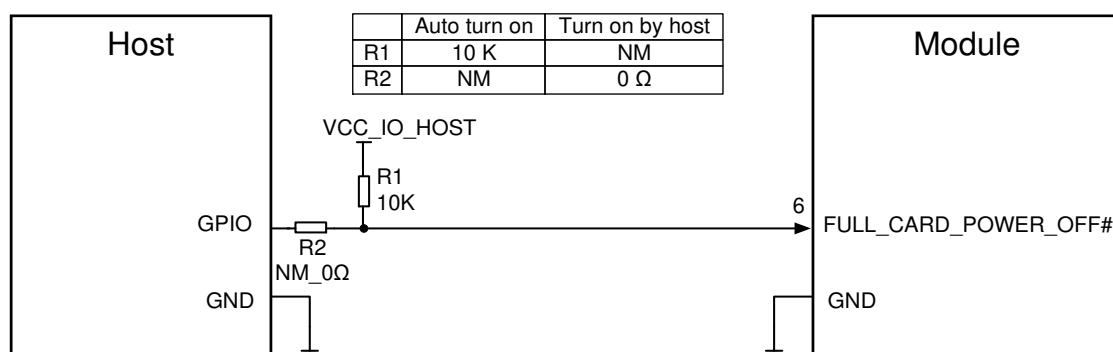 Host
Auto turn on Turn on by host
R1 10 K NM
R2 NM 0 Ω
Module
VCC_IO_HOST
R1
10K
GPIO
R2
NM_0Ω
6
FULL_CARD_POWER_OFF#
GND
GND